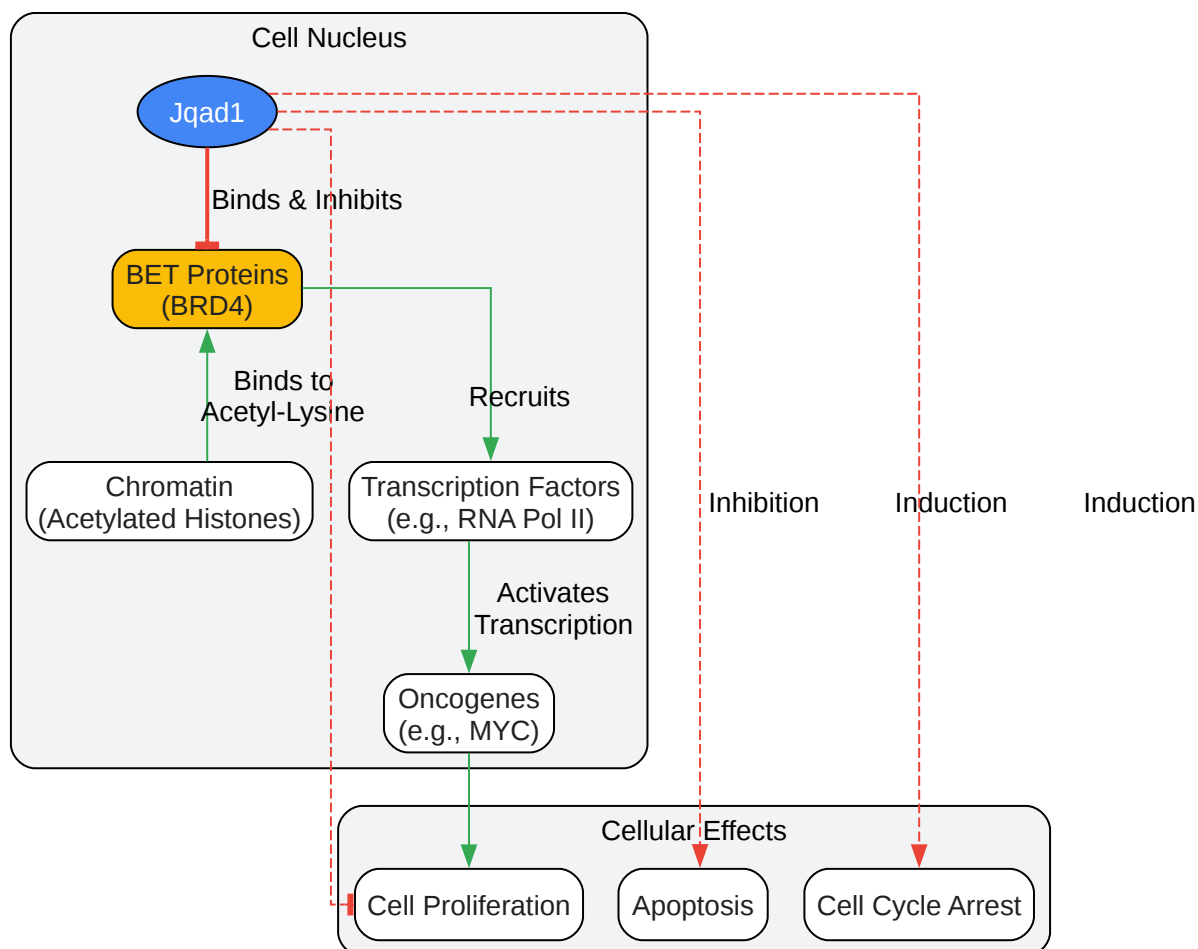 Cell Nucleus
Jqad1
Binds & Inhibits
BET Proteins
(BRD4)
Binds to
Acetyl-Lysine
Recruits
Chromatin
(Acetylated Histones)
Transcription Factors
(e.g., RNA Pol II)
Inhibition
Induction
Induction
Activates
Transcription
Oncogenes
(e.g., MYC)
Cellular Effects
Cell Proliferation
Apoptosis
Cell Cycle Arrest